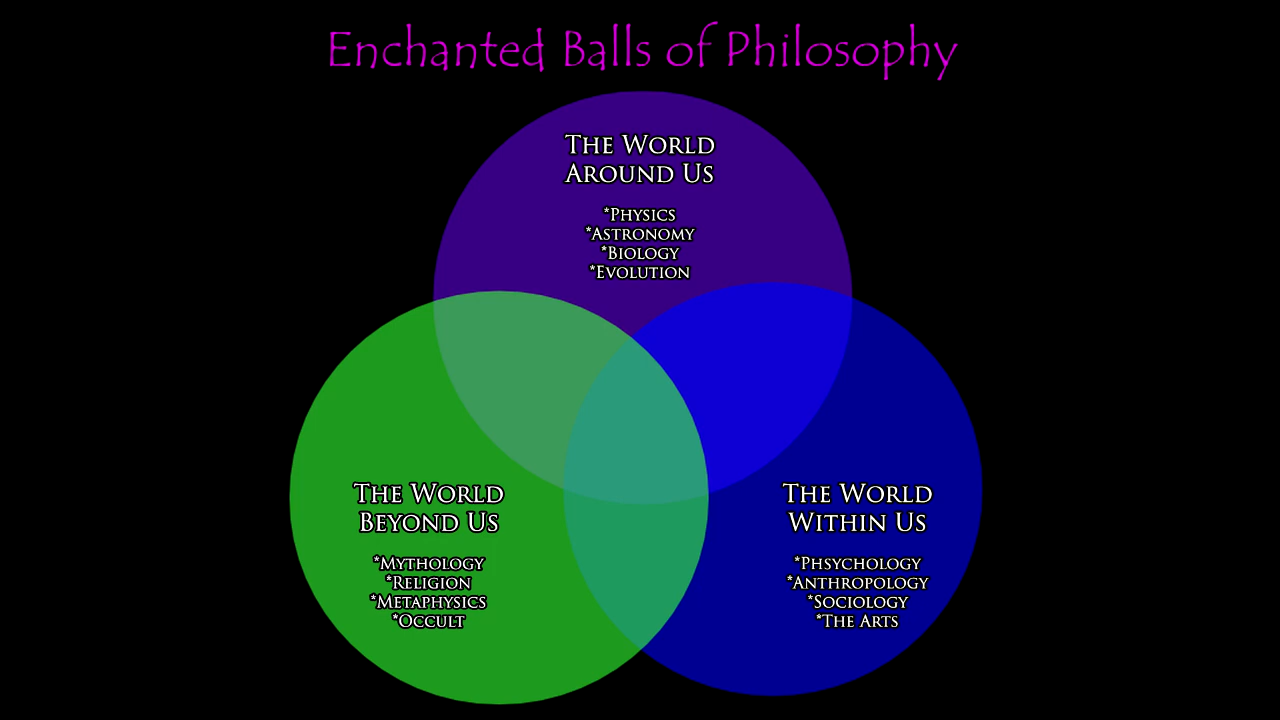 Enchanted Balls of Philosophy
The World
Around Us
*Physics
*Astronomy
*Biology
*Evolution
The World
Beyond Us
*Mythology
*Religion
*Metaphysics
*Occult
The World
Within Us
*Phsychology
*Anthropology
*Sociology
*The Arts